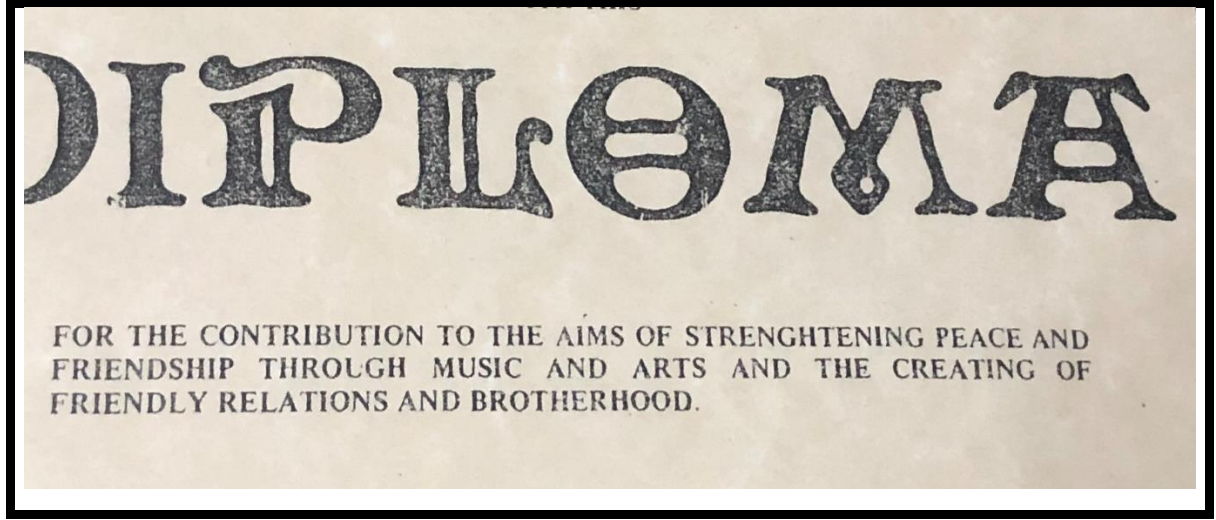 DIPLOMA
FOR THE CONTRIBUTION TO THE AIMS OF STRENGHTENING PEACE AND
FRIENDSHIP THROUGH MUSIC AND ARTS AND THE CREATING OF
FRIENDLY RELATIONS AND BROTHERHOOD.